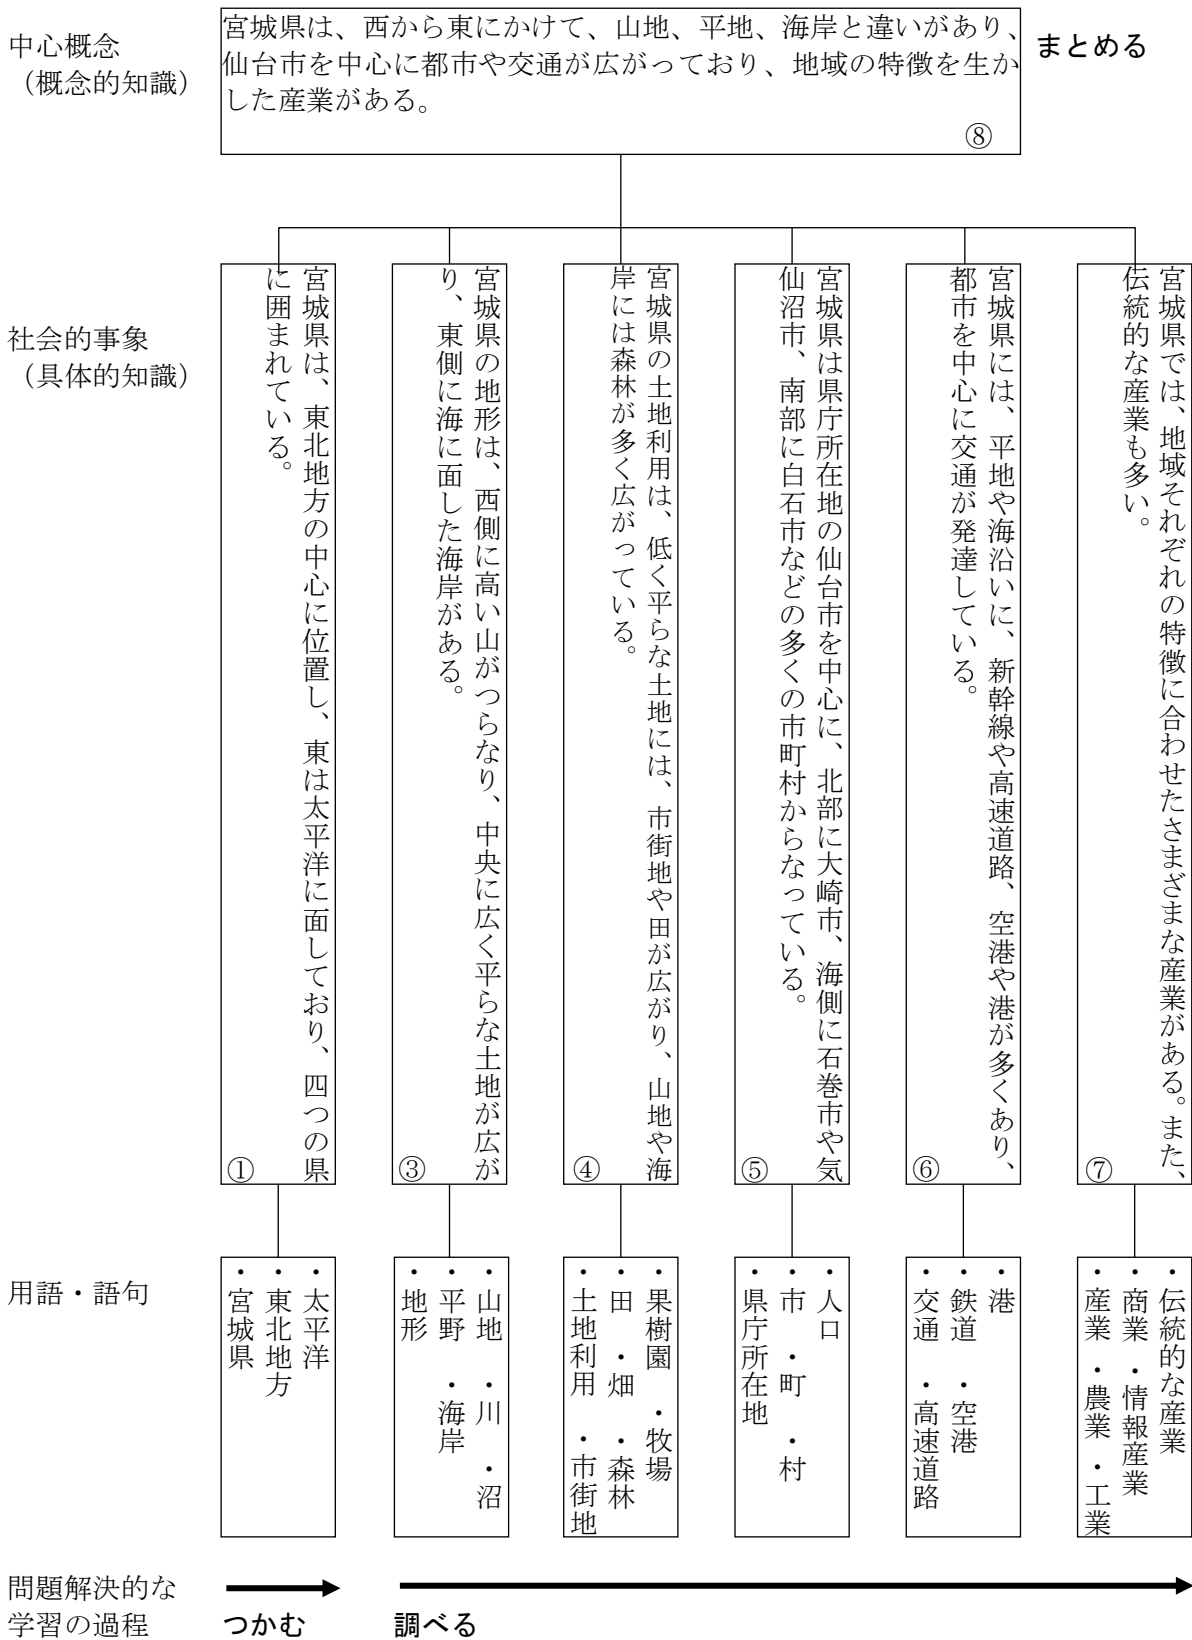 中心概念
（概念的知識）
宮城県は、西から東にかけて、山地、平地、海岸と違いがあり、
仙台市を中心に都市や交通が広がっており、地域の特徴を生か
した産業がある。
⑧
まとめる
社会的事象
（具体的知識）
宮城県は、東北地方の中心に位置し、東は太平洋に面しており、四つの県
に囲まれている。
①
宮城県の地形は、西側に高い山がつらなり、中央に広く平らな土地が広が
り、東側に海に面した海岸がある。
③
宮城県の土地利用は、低く平らな土地には、市街地や田が広がり、山地や海
岸には森林が多く広がっている。
④
宮城県は県庁所在地の仙台市を中心に、北部に大崎市、海側に石巻市や気
仙沼市、南部に白石市などの多くの市町村からなっている。
⑤
宮城県には、平地や海沿いに、新幹線や高速道路、空港や港が多くあり、
都市を中心に交通が発達している。
⑥
宮城県では、地域それぞれの特徴に合わせたさまざまな産業がある。また、
伝統的な産業も多い。
⑦
用語・語句
・太平洋
・東北地方
・宮城県
・山地 ・川 ・沼
・平野 ・海岸
・地形
・果樹園 ・牧場
・田 ・畑 ・森林
・土地利用 ・市街地
・人口
・市 ・町 ・村
・県庁所在地
・港
・鉄道 ・空港
・交通 ・高速道路
・伝統的な産業
・商業 ・情報産業
・産業 ・農業 ・工業
問題解決的な
学習の過程
つかむ
調べる